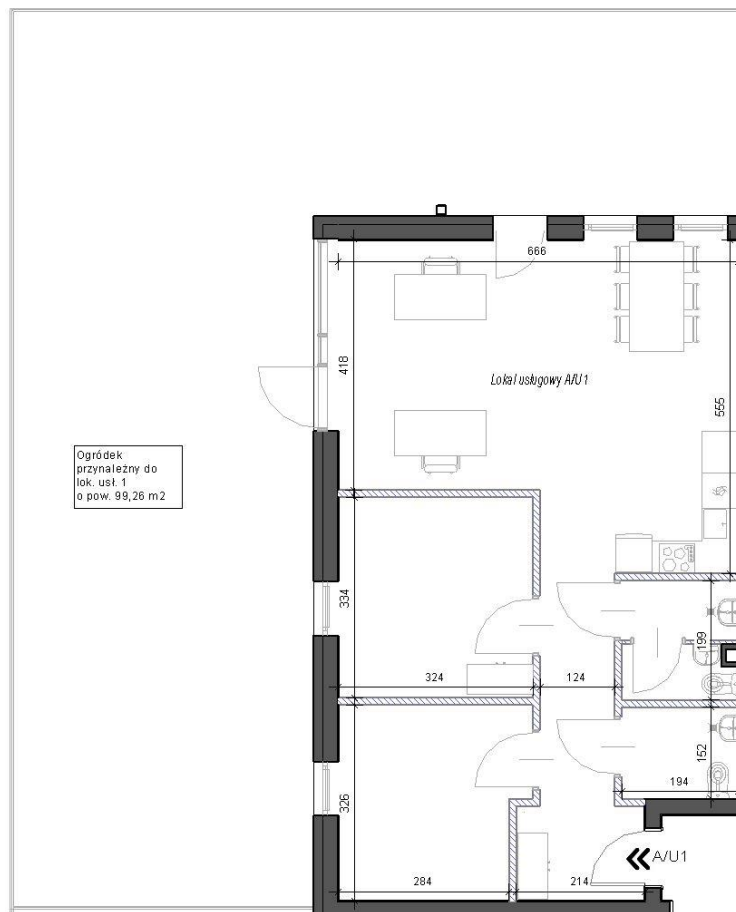 666
418
Lokal usługowy A/U1
555
Ogródek
przynależny do
lok. usł. 1
o pow. 99,26 m2
334
199
324
124
152
194
326
A/U1
284
214